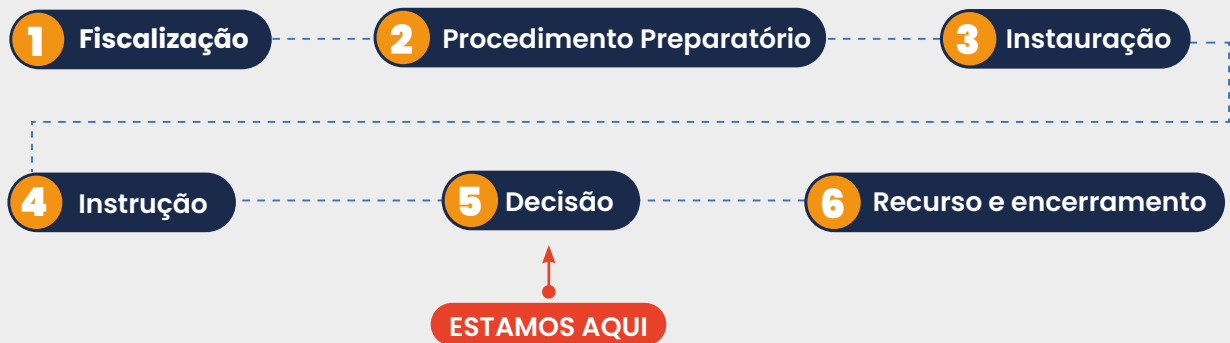 1 Fiscalização
2 Procedimento Preparatório
3 Instauração
4 Instrução
5 Decisão
6 Recurso e encerramento
ESTAMOS AQUI